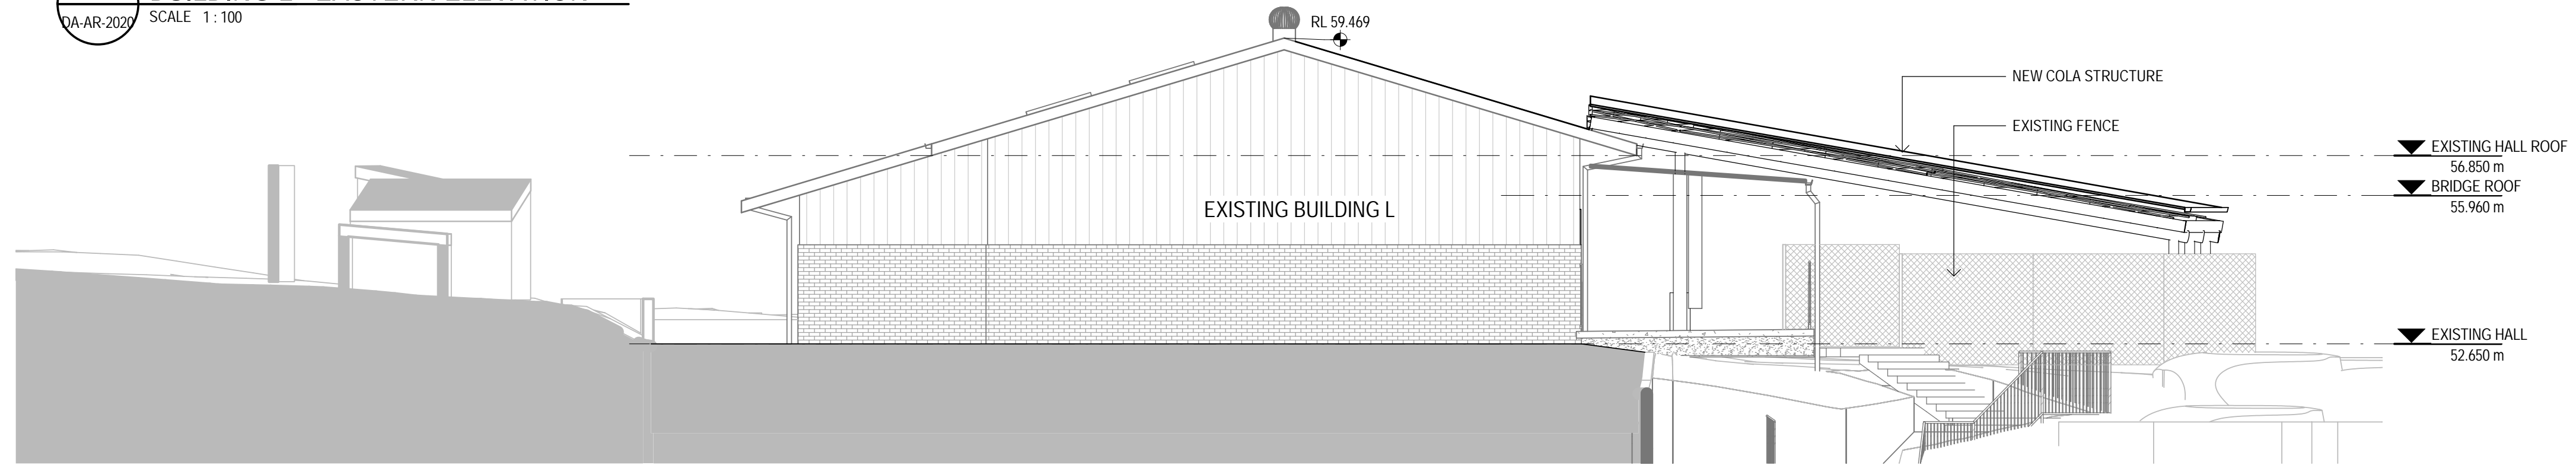 DA-AR-2020
SCALE 1 : 100
RL 59.469
NEW COLA STRUCTURE
EXISTING FENCE
EXISTING HALL ROOF
56.850 m
BRIDGE ROOF
55.960 m
EXISTING BUILDING L
EXISTING HALL
52.650 m